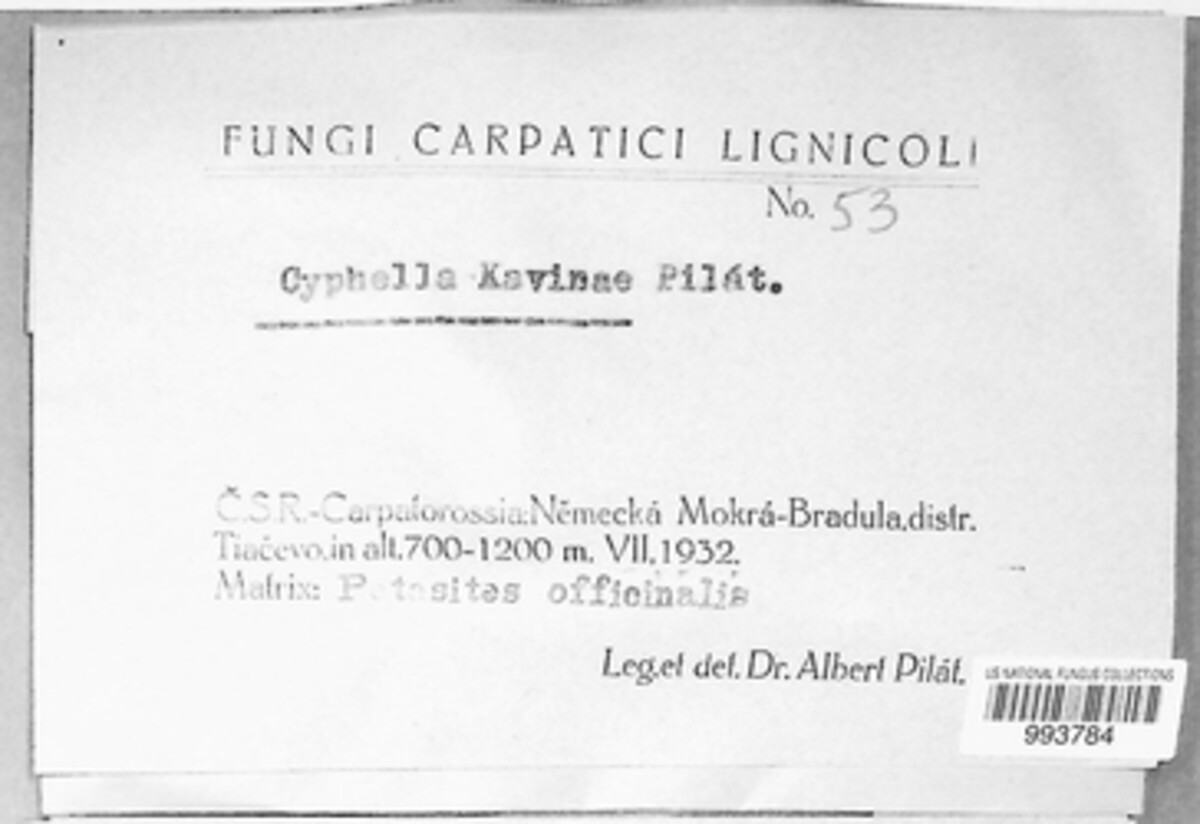 FUNGI CARPATICI LIGNICOLI
No. 53
Cyphella Kavinae Pilát.
Č.S.R.-Carpatorossia:Německá Mokrá-Bradula,distr.
Tiačevo,in alt.700-1200 m. VII.1932.
Matrix: Petasites officinalis
Leg.et det. Dr. Albert Pilát.
US NATIONAL FUNGUS COLLECTIONS
993784